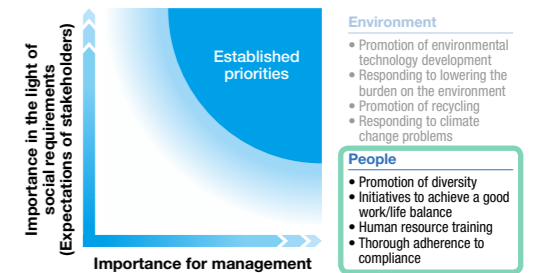 Importance in the light of
social requirements
(Expectations of stakeholders)
Established
priorities
Importance for management
Environment
• Promotion of environmental
technology development
• Responding to lowering the
burden on the environment
• Promotion of recycling
• Responding to climate
change problems
People
• Promotion of diversity
• Initiatives to achieve a good
work/life balance
• Human resource training
• Thorough adherence to
compliance